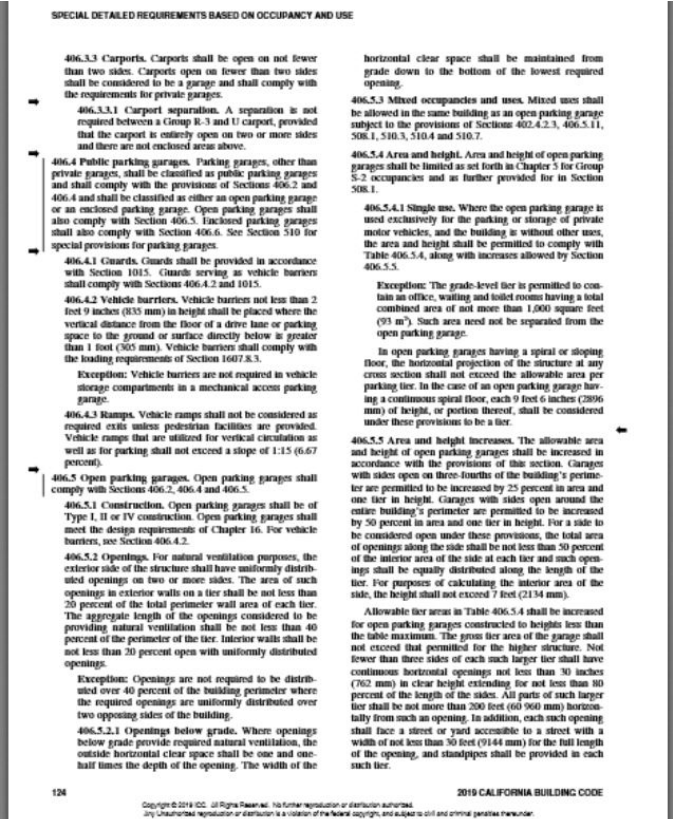 SPECIAL DETAILED REQUIREMENTS BASED ON OCCUPANCY AND USE
406.3.3 Carports. Carports shall be open on not fewer
than two sides. Carports open on fewer than two sides
shall be considered to be a garage and shall comply with
the requirements for private garages.
406.3.3.1 Carport separation. A separation is not
required between a Group R-3 and U carport, provided
that the carport is entirely open on two or more sides
and there are not enclosed areas above.
406.4 Public parking garages. Parking garages, other than
private garages, shall be classified as public parking garages
and shall comply with the provisions of Sections 406.2 and
406.4 and shall be classified as either an open parking garage
or an enclosed parking garage. Open parking garages shall
also comply with Section 406.5. Enclosed parking garages
shall also comply with Section 406.6. See Section 510 for
special provisions for parking garages.
406.4.1 Guards. Guards shall be provided in accordance
with Section 1015. Guards serving as vehicle barriers
shall comply with Sections 406.4.2 and 1015.
406.4.2 Vehicle barriers. Vehicle barriers not less than 2
feet 9 inches (835 mm) in height shall be placed where the
vertical distance from the floor of a drive lane or parking
space to the ground or surface directly below is greater
than 1 foot (305 mm). Vehicle barriers shall comply with
the loading requirements of Section 1607.8.3.
Exception: Vehicle barriers are not required in vehicle
storage compartments in a mechanical access parking
garage.
406.4.3 Ramps. Vehicle ramps shall not be considered as
required exits unless pedestrian facilities are provided.
Vehicle ramps that are utilized for vertical circulation as
well as for parking shall not exceed a slope of 1:15 (6.67
percent).
406.5 Open parking garages. Open parking garages shall
comply with Sections 406.2, 406.4 and 406.5.
406.5.1 Construction. Open parking garages shall be of
Type I, II or IV construction. Open parking garages shall
meet the design requirements of Chapter 16. For vehicle
barriers, see Section 406.4.2.
406.5.2 Openings. For natural ventilation purposes, the
exterior side of the structure shall have uniformly distrib-
uted openings on two or more sides. The area of such
openings in exterior walls on a tier shall be not less than
20 percent of the total perimeter wall area of each tier.
The aggregate length of the openings considered to be
providing natural ventilation shall be not less than 40
percent of the perimeter of the tier. Interior walls shall be
not less than 20 percent open with uniformly distributed
openings.
Exception: Openings are not required to be distrib-
uted over 40 percent of the building perimeter where
the required openings are uniformly distributed over
two opposing sides of the building.
406.5.2.1 Openings below grade. Where openings
below grade provide required natural ventilation, the
outside horizontal clear space shall be one and one-
half times the depth of the opening. The width of the
horizontal clear space shall be maintained from
grade down to the bottom of the lowest required
opening.
406.5.3 Mixed occupancies and uses. Mixed uses shall
be allowed in the same building as an open parking garage
subject to the provisions of Sections 402.4.2.3, 406.5.11,
508.1, 510.3, 510.4 and 510.7.
406.5.4 Area and height. Area and height of open parking
garages shall be limited as set forth in Chapter 5 for Group
S-2 occupancies and as further provided for in Section
508.1.
406.5.4.1 Single use. Where the open parking garage is
used exclusively for the parking or storage of private
motor vehicles, and the building is without other uses,
the area and height shall be permitted to comply with
Table 406.5.4, along with increases allowed by Section
406.5.5.
Exception: The grade-level tier is permitted to con-
tain an office, waiting and toilet rooms having a total
combined area of not more than 1,000 square feet
(93 m²). Such area need not be separated from the
open parking garage.
In open parking garages having a spiral or sloping
floor, the horizontal projection of the structure at any
cross section shall not exceed the allowable area per
parking tier. In the case of an open parking garage hav-
ing a continuous spiral floor, each 9 feet 6 inches (2896
mm) of height, or portion thereof, shall be considered
under these provisions to be a tier.
406.5.5 Area and height increases. The allowable area
and height of open parking garages shall be increased in
accordance with the provisions of this section. Garages
with sides open on three-fourths of the building's perime-
ter are permitted to be increased by 25 percent in area and
one tier in height. Garages with sides open around the
entire building's perimeter are permitted to be increased
by 50 percent in area and one tier in height. For a side to
be considered open under these provisions, the total area
of openings along the side shall be not less than 50 percent
of the interior area of the side at each tier and such open-
ings shall be equally distributed along the length of the
tier. For purposes of calculating the interior area of the
side, the height shall not exceed 7 feet (2134 mm).
Allowable tier areas in Table 406.5.4 shall be increased
for open parking garages constructed to heights less than
the table maximum. The gross tier area of the garage shall
not exceed that permitted for the higher structure. Not
fewer than three sides of each such larger tier shall have
continuous horizontal openings not less than 30 inches
(762 mm) in clear height extending for not less than 80
percent of the length of the sides. All parts of such larger
tier shall be not more than 200 feet (60 960 mm) horizon-
tally from such an opening. In addition, each such opening
shall face a street or yard accessible to a street with a
width of not less than 30 feet (9144 mm) for the full length
of the opening, and standpipes shall be provided in each
such tier.
124
2019 CALIFORNIA BUILDING CODE
Copyright © 2019 ICC. All Rights Reserved. No further reproduction or distribution authorized.
Any Unauthorized reproduction or distribution is a violation of the federal copyright, and subject to civil and criminal penalties thereunder.